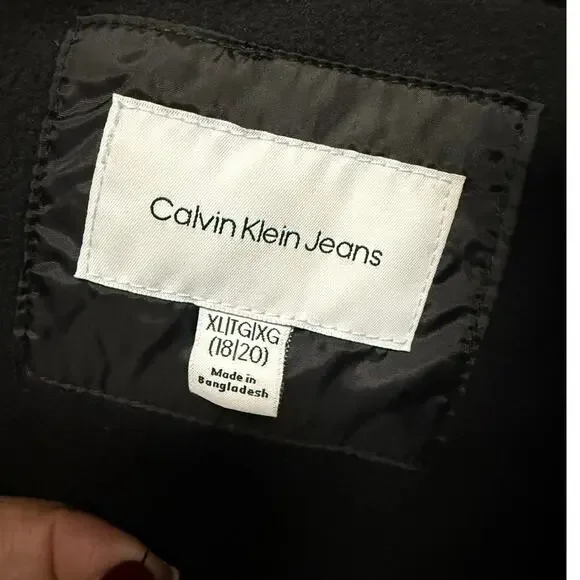 Calvin Klein Jeans
XL|TG|XG
(18|20)
Made in
Bangladesh